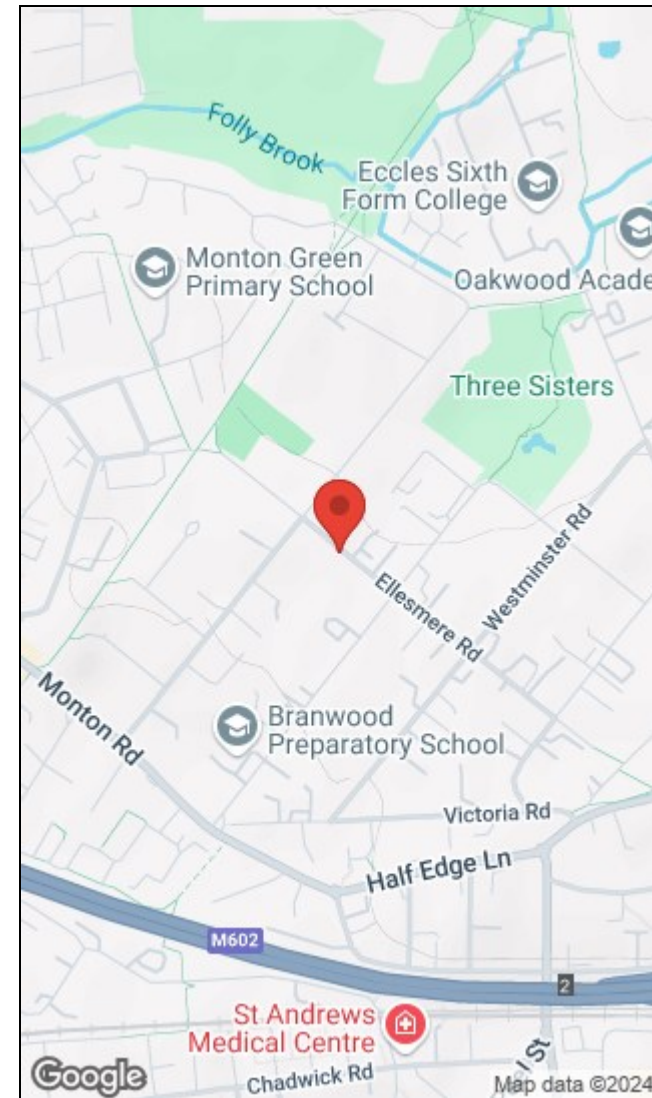 Folly Brook
Eccles Sixth
Form College
Monton Green
Primary School
Oakwood Acade
Three Sisters
Westminster Rd
Ellesmere Rd
Monton Rd
Branwood
Preparatory School
Victoria Rd
Half Edge Ln
M602
2
St Andrews
Medical Centre
el St
Chadwick Rd
Google
Map data ©2024